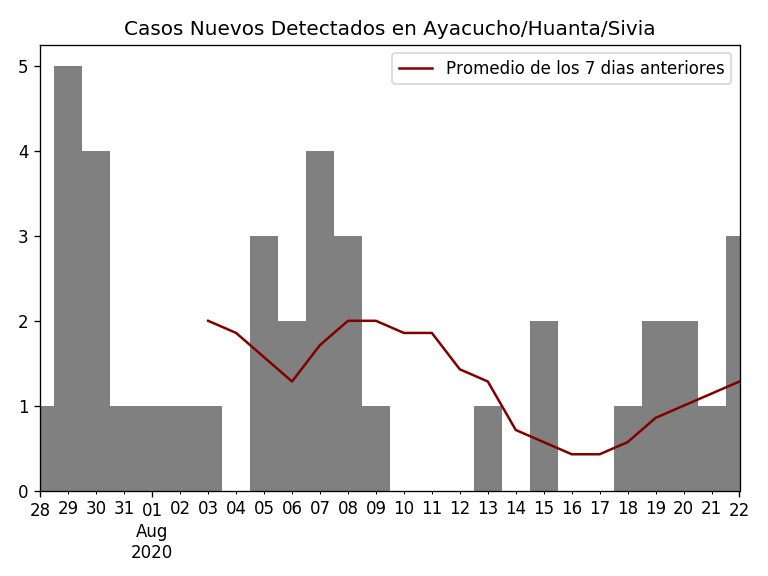 Casos Nuevos Detectados en Ayacucho/Huanta/Sivia
Promedio de los 7 dias anteriores
5
4
3
2
1
0
28 29 30 31 01 02 03 04 05 06 07 08 09 10 11 12 13 14 15 16 17 18 19 20 21 22
Aug
2020